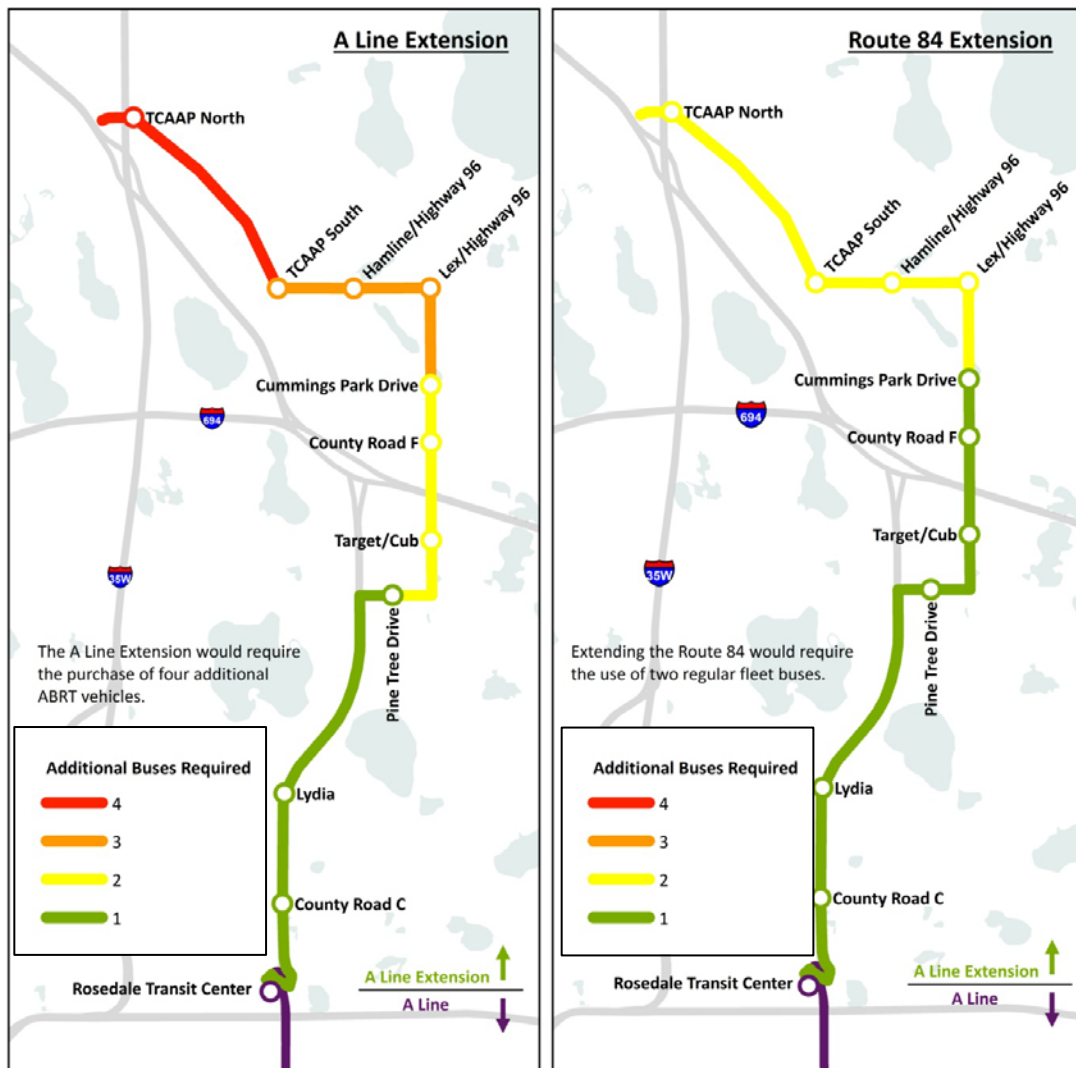 A Line Extension
TCAAP North
TCAAP South
Hamline/Highway 96
Lex/Highway 96
Cummings Park Drive
694
County Road F
Target/Cub
35W
Pine Tree Drive
The A Line Extension would require
the purchase of four additional
ABRT vehicles.
Additional Buses Required
4
3
2
1
Lydia
County Road C
Rosedale Transit Center
A Line Extension
A Line
Route 84 Extension
TCAAP North
TCAAP South
Hamline/Highway 96
Lex/Highway 96
Cummings Park Drive
694
County Road F
Target/Cub
35W
Pine Tree Drive
Extending the Route 84 would require
the use of two regular fleet buses.
Additional Buses Required
4
3
2
1
Lydia
County Road C
Rosedale Transit Center
A Line Extension
A Line